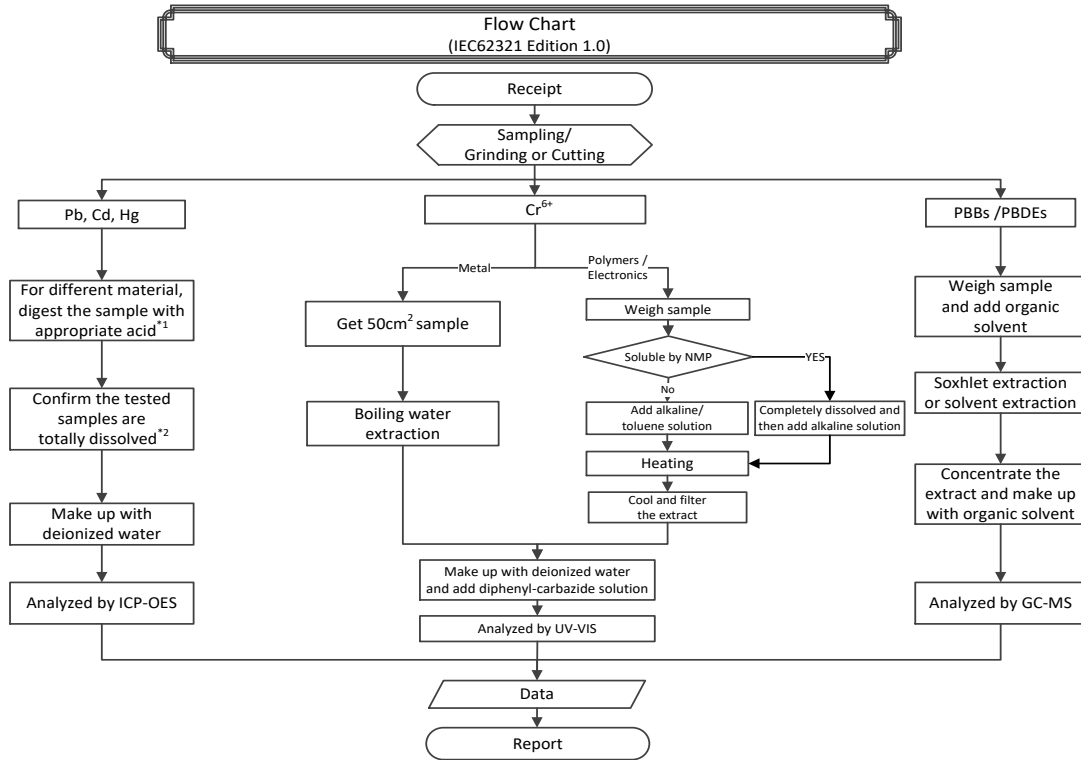 Flow Chart
(IEC62321 Edition 1.0)
Receipt
Sampling/
Grinding or Cutting
Pb, Cd, Hg
For different material,
digest the sample with
appropriate acid*1
Confirm the tested
samples are
totally dissolved*2
Make up with
deionized water
Analyzed by ICP-OES
Cr6+
Metal
Polymers /
Electronics
Get 50cm2 sample
Boiling water
extraction
Weigh sample
Soluble by NMP
YES
No
Add alkaline/
toluene solution
Completely dissolved and
then add alkaline solution
Heating
Cool and filter
the extract
Make up with deionized water
and add diphenyl-carbazide solution
Analyzed by UV-VIS
PBBs /PBDEs
Weigh sample
and add organic
solvent
Soxhlet extraction
or solvent extraction
Concentrate the
extract and make up
with organic solvent
Analyzed by GC-MS
Data
Report